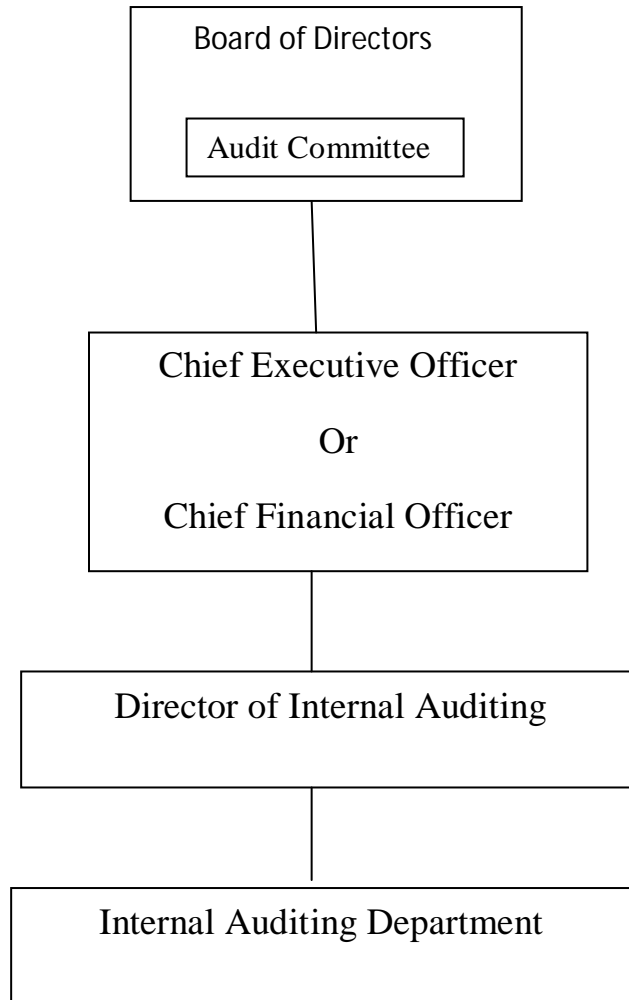 Board of Directors
Audit Committee
Chief Executive Officer
Or
Chief Financial Officer
Director of Internal Auditing
Internal Auditing Department